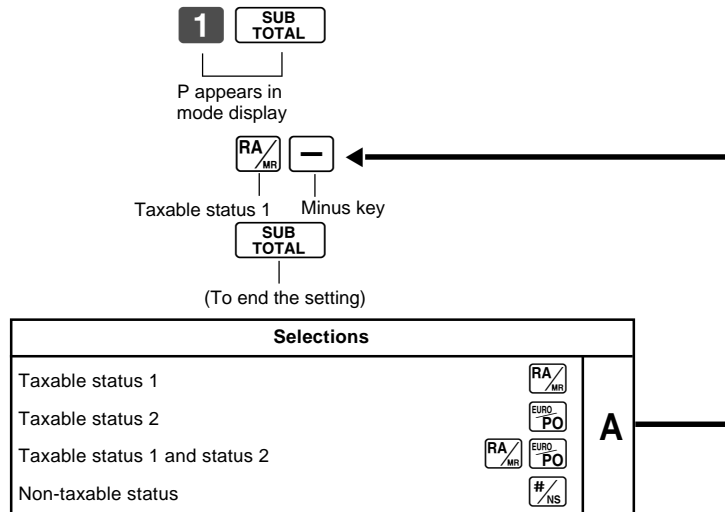 1 SUB TOTAL
P appears in
mode display
RA/MR −
Taxable status 1 Minus key
SUB TOTAL
(To end the setting)
Selections
Taxable status 1 RA/MR
Taxable status 2 EURO/PO
Taxable status 1 and status 2 RA/MR EURO/PO
Non-taxable status #/NS
A